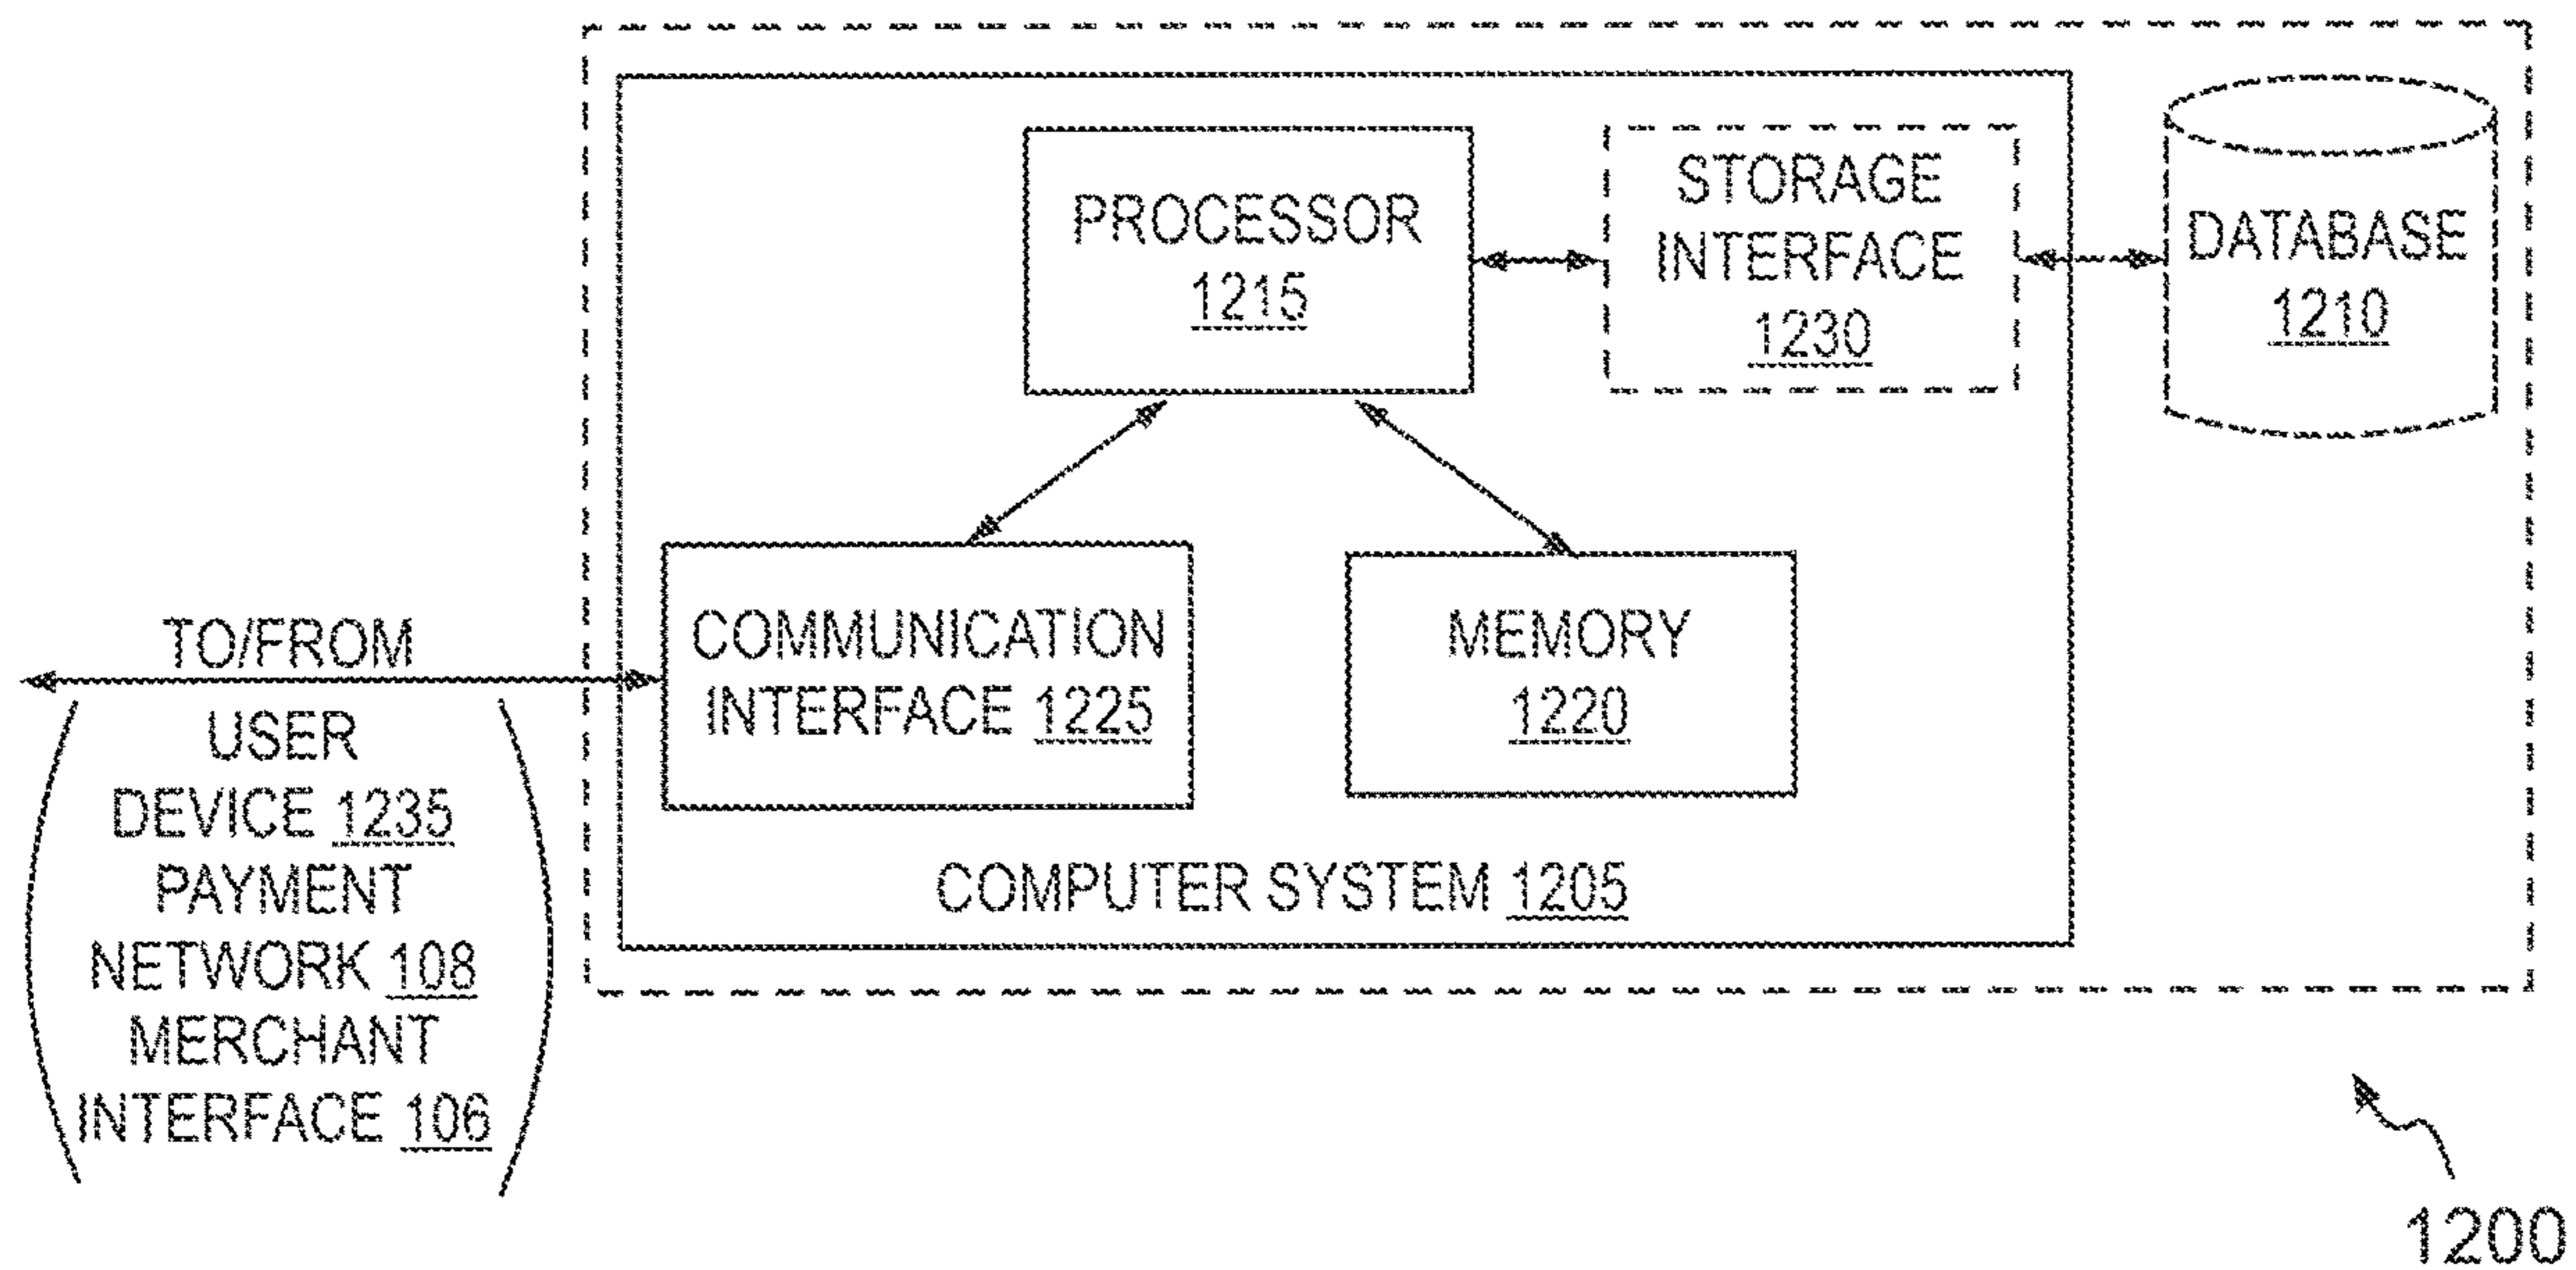 PROCESSOR
1215
STORAGE
INTERFACE
1230
DATABASE
1210
COMMUNICATION
INTERFACE 1225
MEMORY
1220
COMPUTER SYSTEM 1205
TO/FROM
USER
DEVICE 1235
PAYMENT
NETWORK 108
MERCHANT
INTERFACE 106
1200